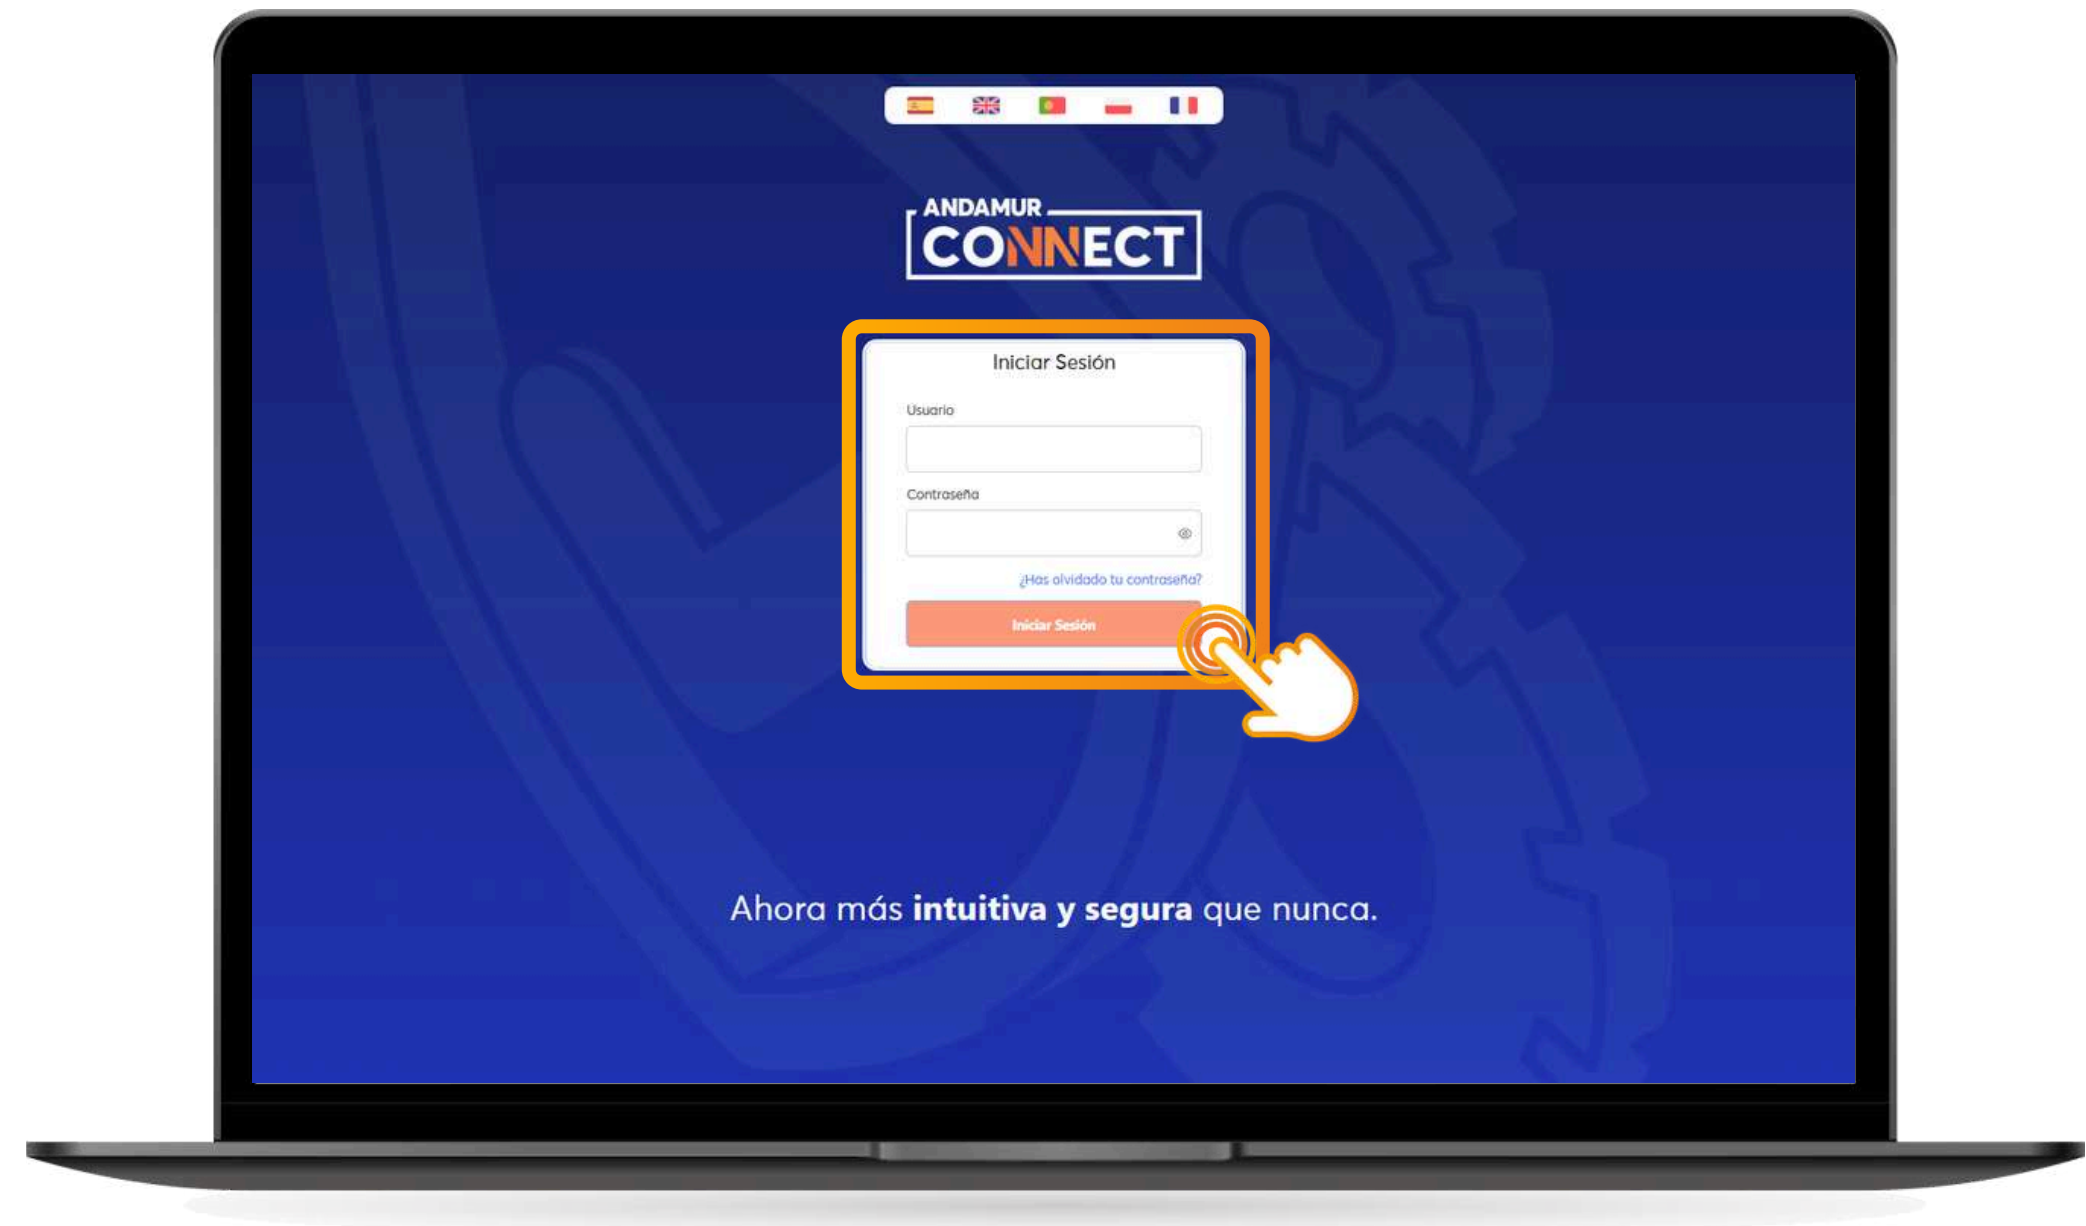 ANDAMUR
CONNECT
Iniciar Sesión
Usuario
Contraseña
¿Has olvidado tu contraseña?
Iniciar Sesión
Ahora más intuitiva y segura que nunca.